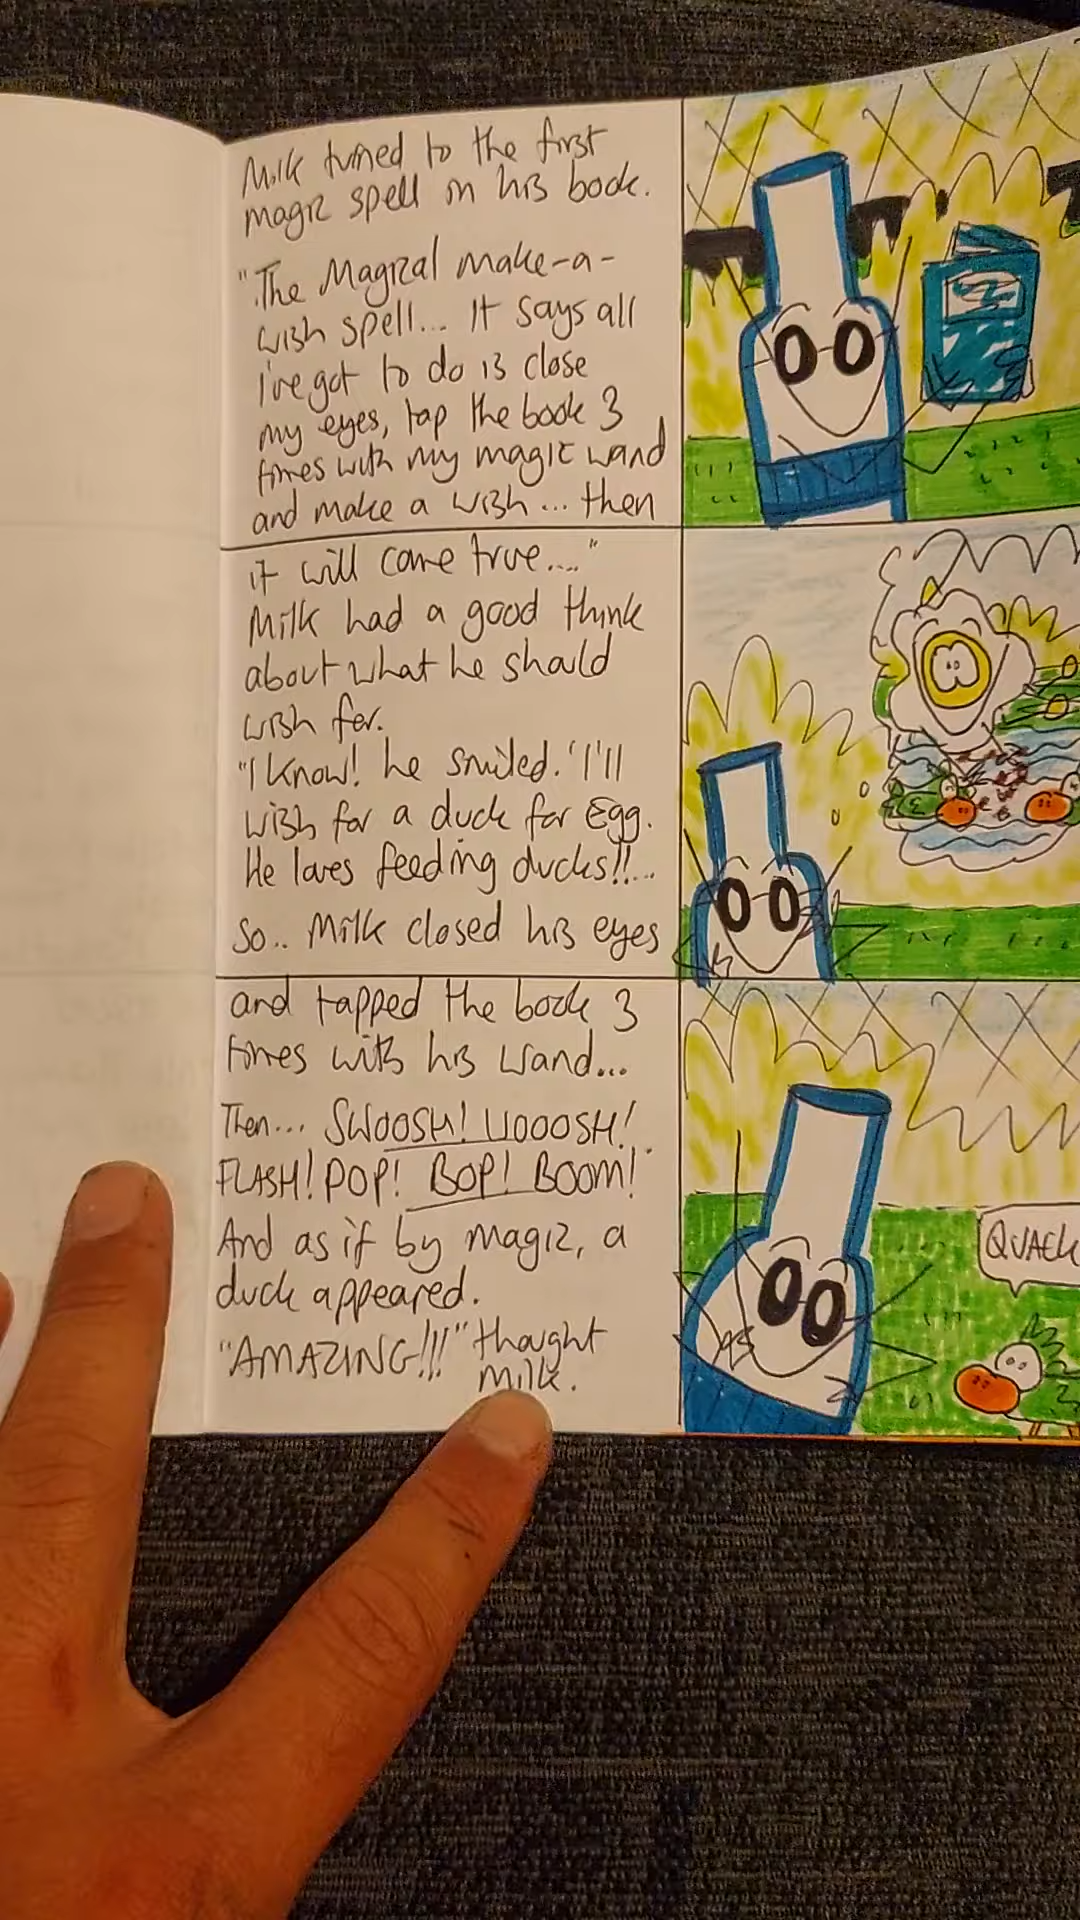 Milk turned to the first
magic spell in his book.
"The Magical make-a-
wish spell... It says all
I've got to do is close
my eyes, tap the book 3
times with my magic wand
and make a wish... then
it will come true...."
Milk had a good think
about what he should
wish for.
"I know! he smiled. 'I'll
wish for a duck for Egg.
He loves feeding ducks!!...
So.. Milk closed his eyes
and tapped the book 3
times with his wand...
Then... SWOOSH! VOOOSH!
FLASH! POP! BOP! BOOM!
And as if by magic, a
duck appeared.
"AMAZING!!!" thought
Milk.
QUACK